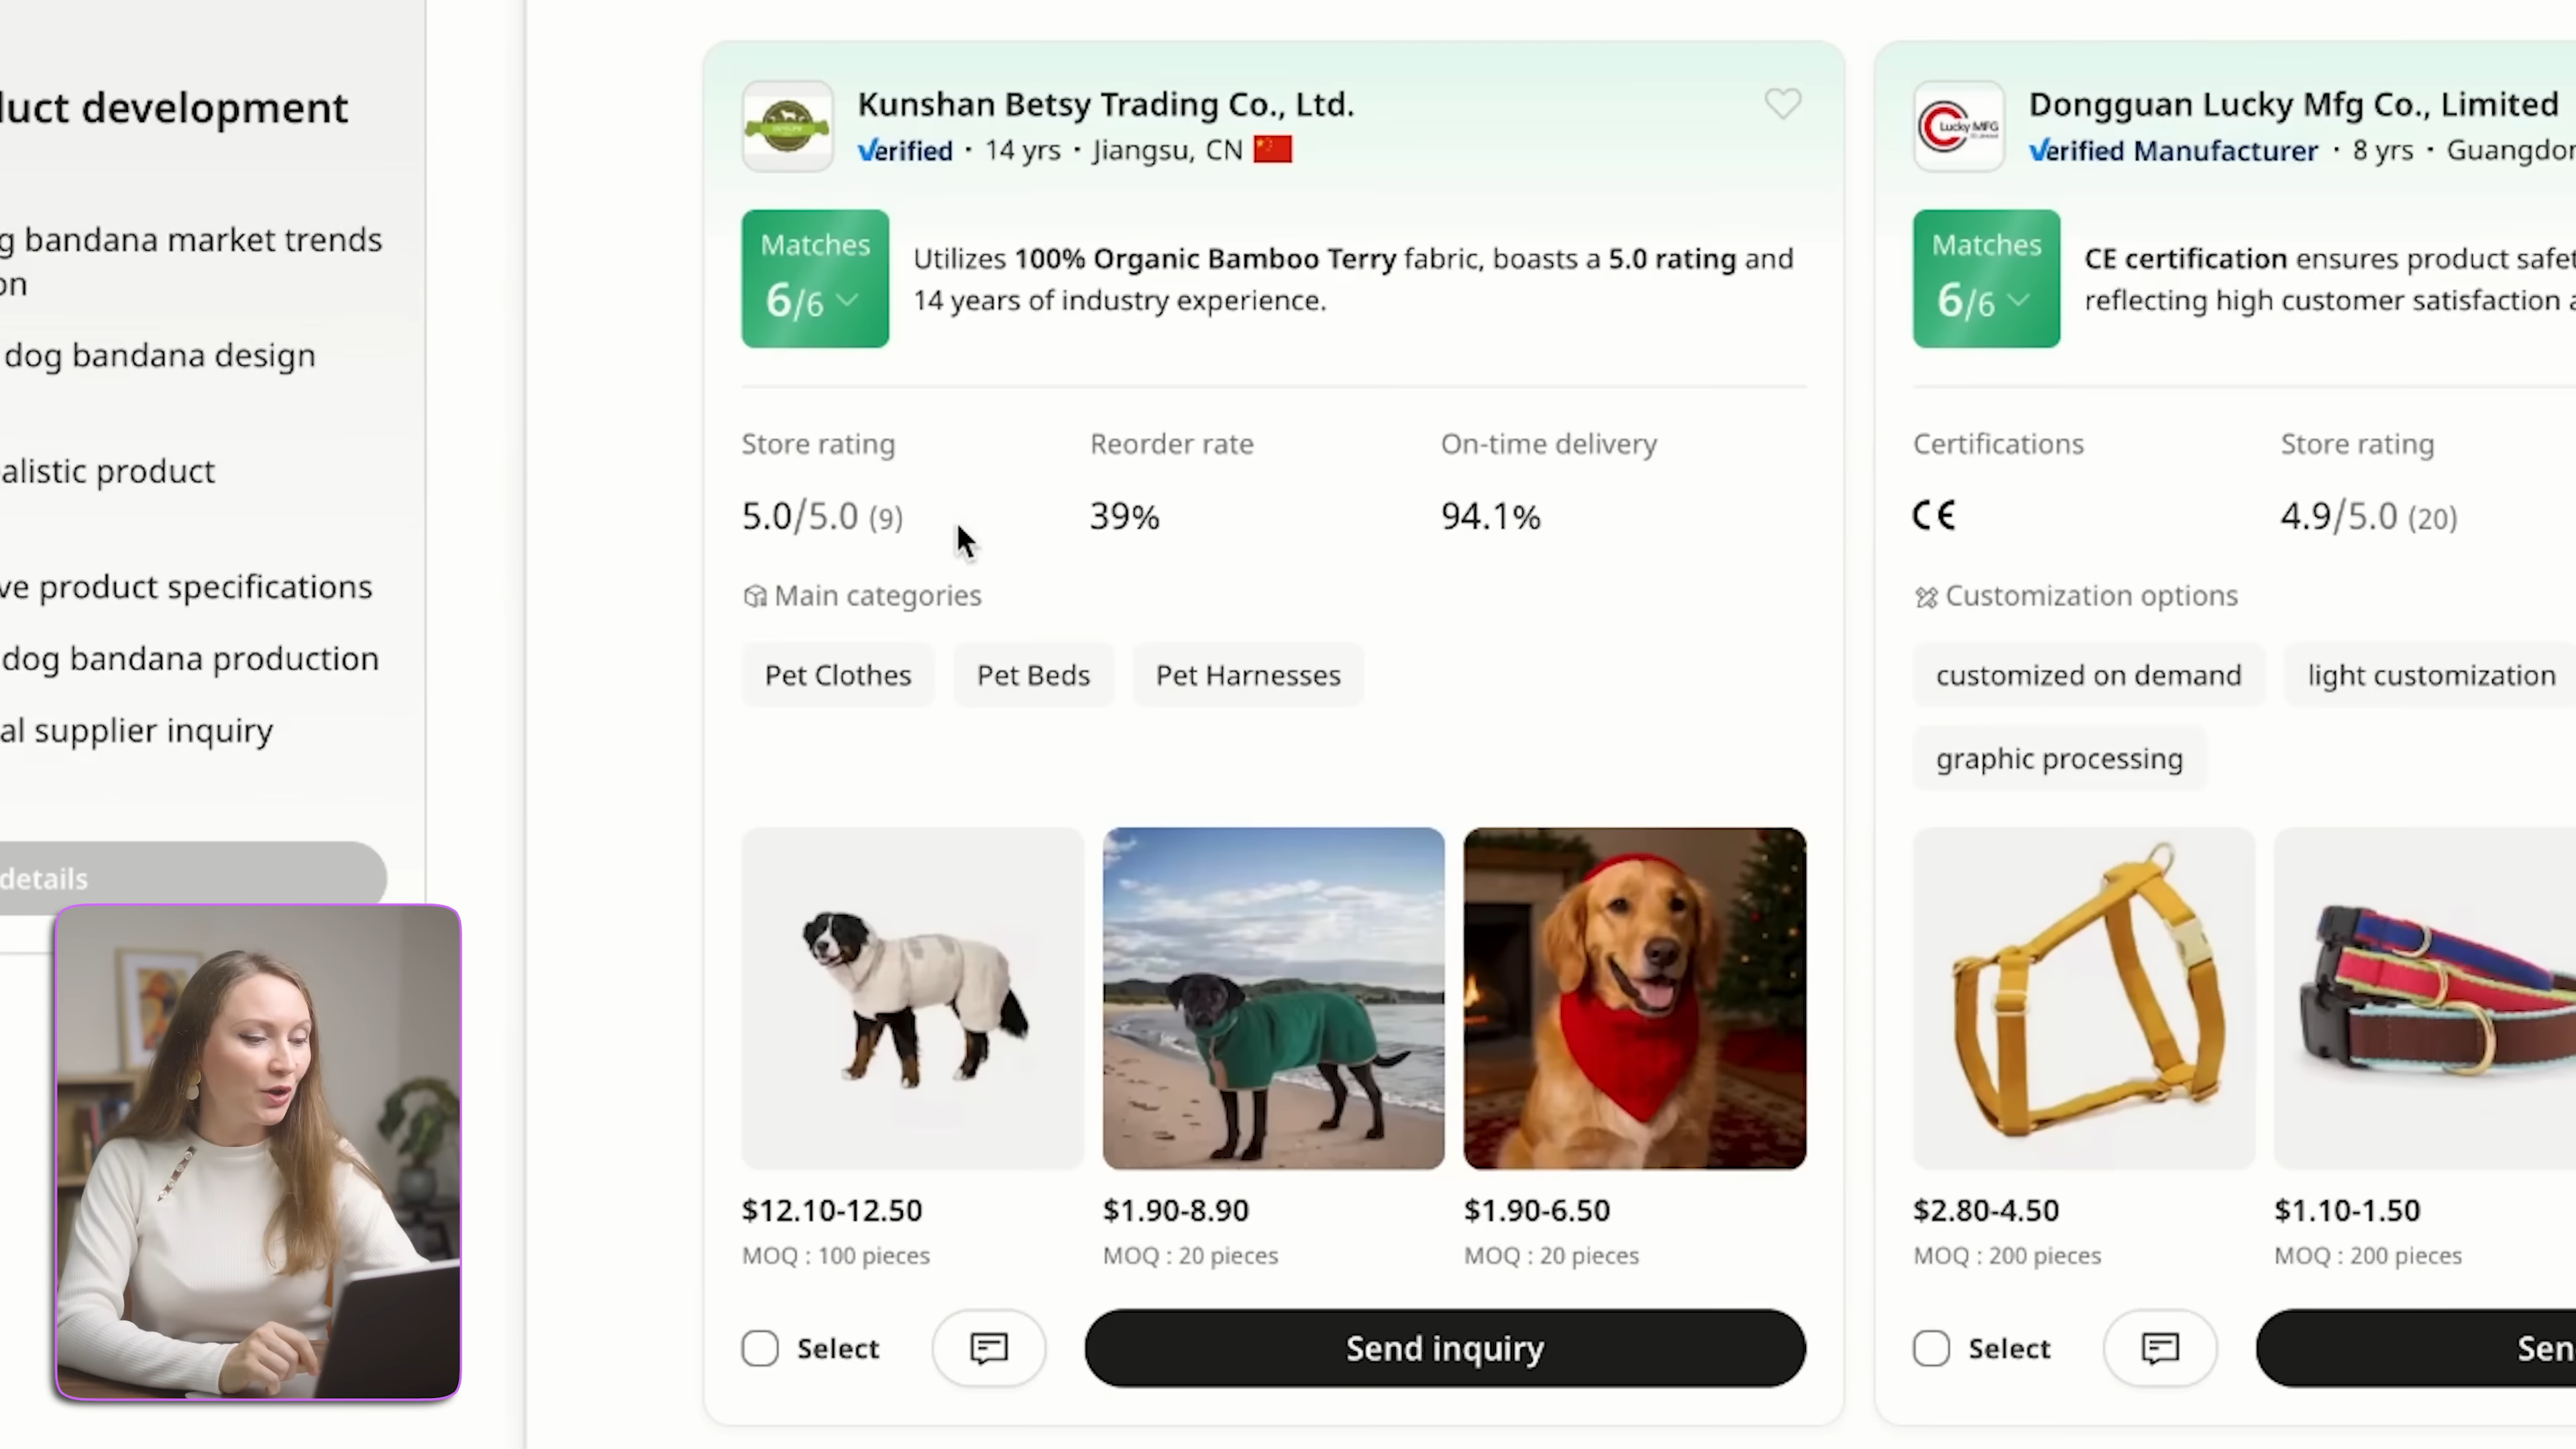 luct development
g bandana market trends
on
dog bandana design
alistic product
ve product specifications
dog bandana production
al supplier inquiry
details
Kunshan Betsy Trading Co., Ltd.
Verified · 14 yrs · Jiangsu, CN
Matches
6/6
Utilizes 100% Organic Bamboo Terry fabric, boasts a 5.0 rating and
14 years of industry experience.
Store rating
Reorder rate
On-time delivery
5.0/5.0 (9)
39%
94.1%
Main categories
Pet Clothes
Pet Beds
Pet Harnesses
$12.10-12.50
$1.90-8.90
$1.90-6.50
MOQ : 100 pieces
MOQ : 20 pieces
MOQ : 20 pieces
Select
Send inquiry
Lucky MFG
Dongguan Lucky Mfg Co., Limited
Verified Manufacturer · 8 yrs · Guangdon
Matches
6/6
CE certification ensures product safet
reflecting high customer satisfaction a
Certifications
Store rating
CE
4.9/5.0 (20)
Customization options
customized on demand
light customization
graphic processing
$2.80-4.50
$1.10-1.50
MOQ : 200 pieces
MOQ : 200 pieces
Select
Sen